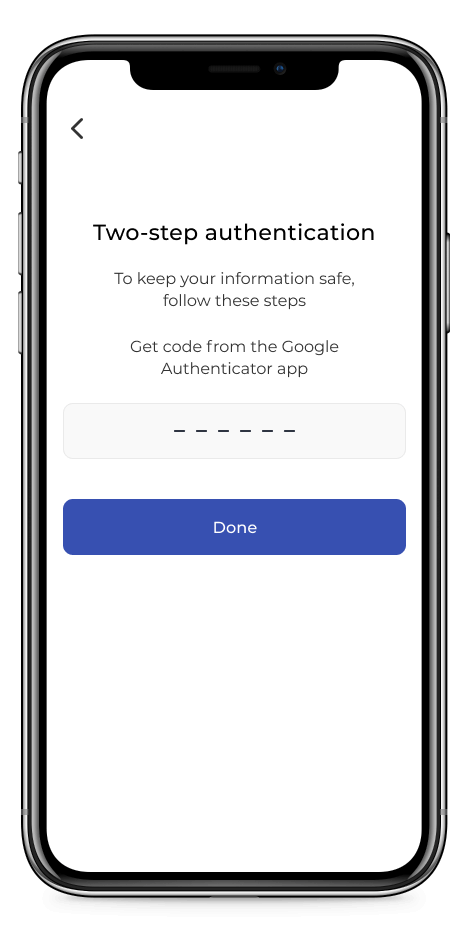 Two-step authentication
To keep your information safe,
follow these steps
Get code from the Google
Authenticator app
– – – – – –
Done